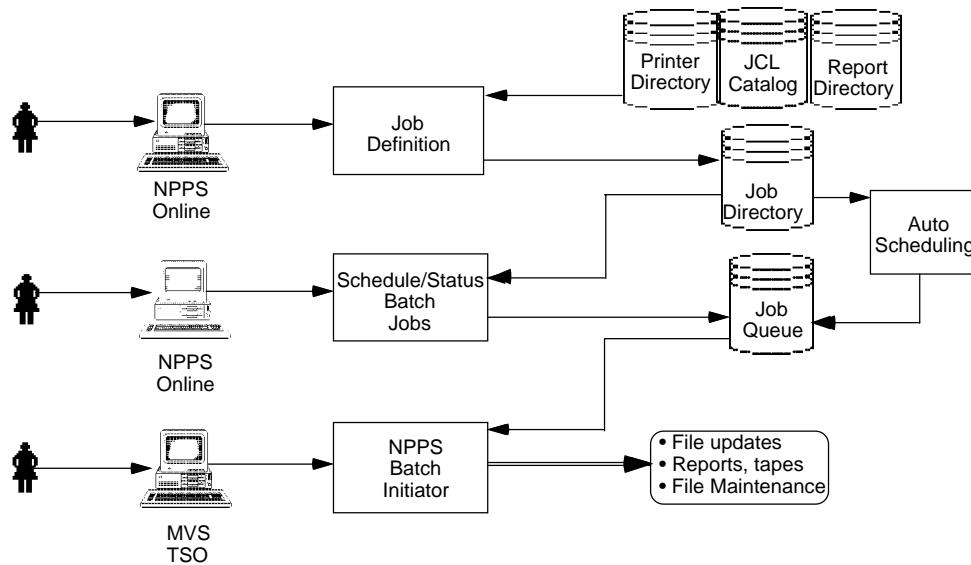 Printer
Directory
JCL
Catalog
Report
Directory
Job
Definition
NPPS
Online
Job
Directory
Auto
Scheduling
Schedule/Status
Batch
Jobs
Job
Queue
NPPS
Online
NPPS
Batch
Initiator
• File updates
• Reports, tapes
• File Maintenance
MVS
TSO